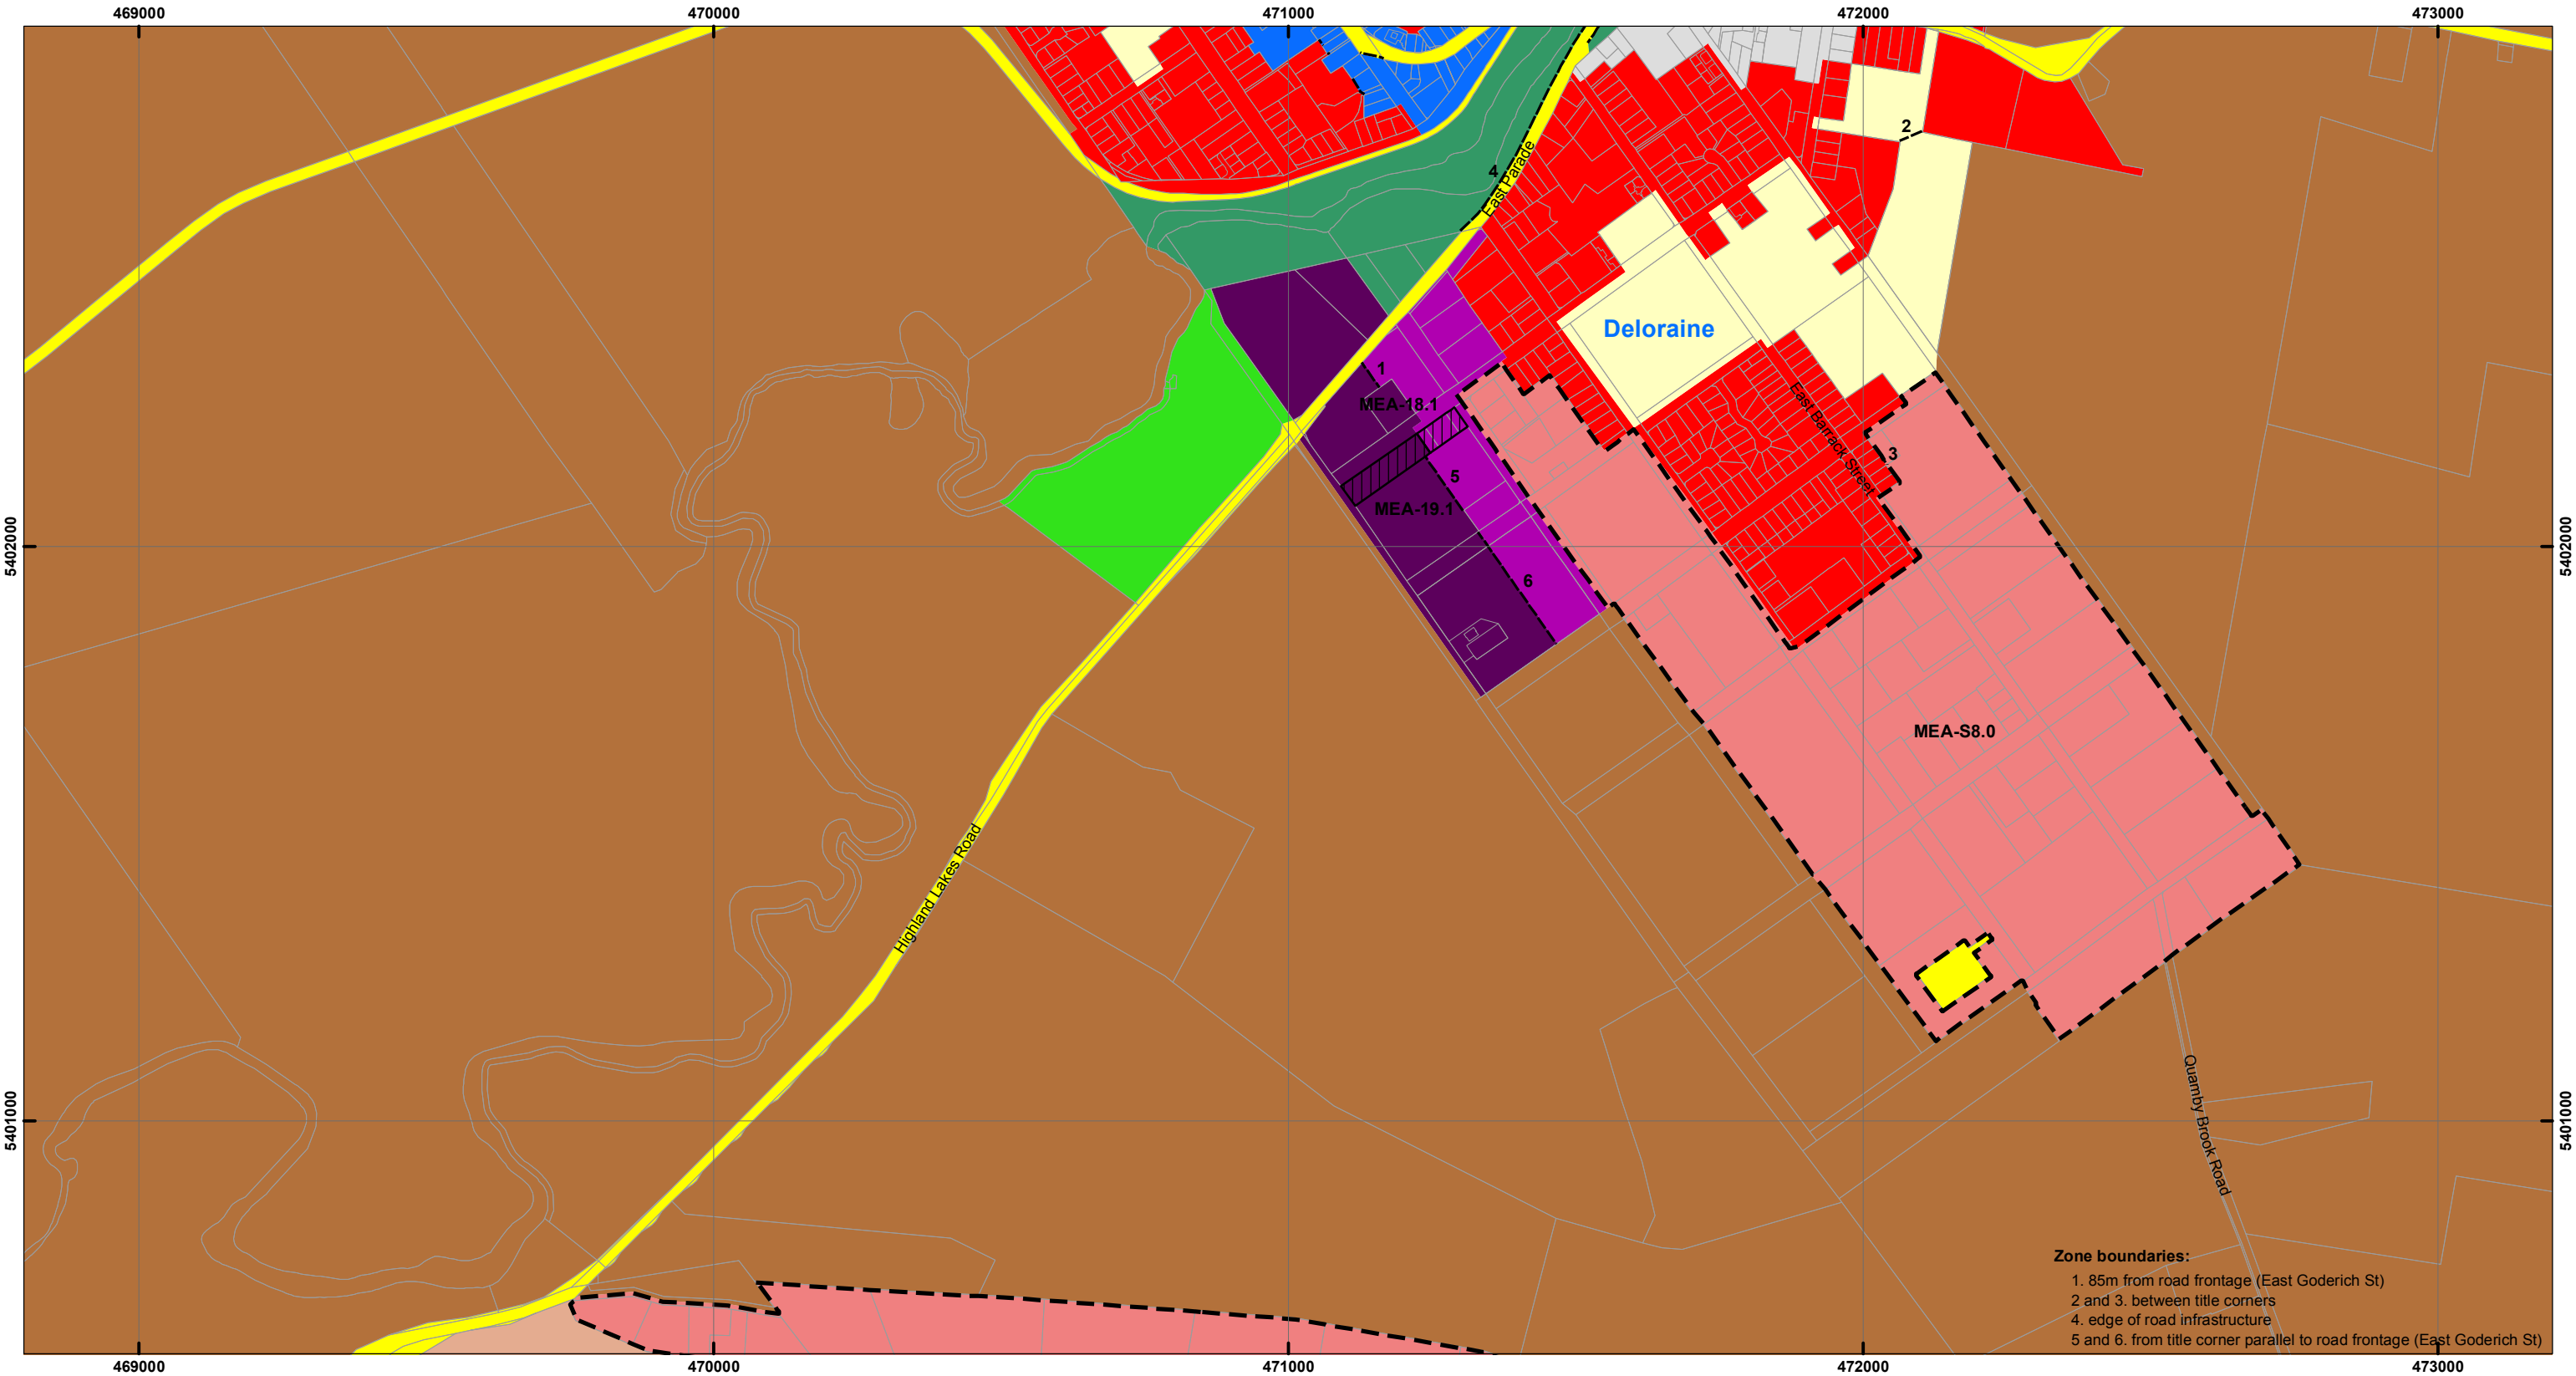 469000
470000
471000
472000
473000
2
4
East Parade
Deloraine
1
MEA-18.1
East Barrack Street
3
5
MEA-19.1
5402000
5402000
6
MEA-S8.0
Highland Lakes Road
5401000
5401000
Quamby Brook Road
Zone boundaries:
1. 85m from road frontage (East Goderich St)
2 and 3. between title corners
4. edge of road infrastructure
5 and 6. from title corner parallel to road frontage (East Goderich St)
469000
470000
471000
472000
473000